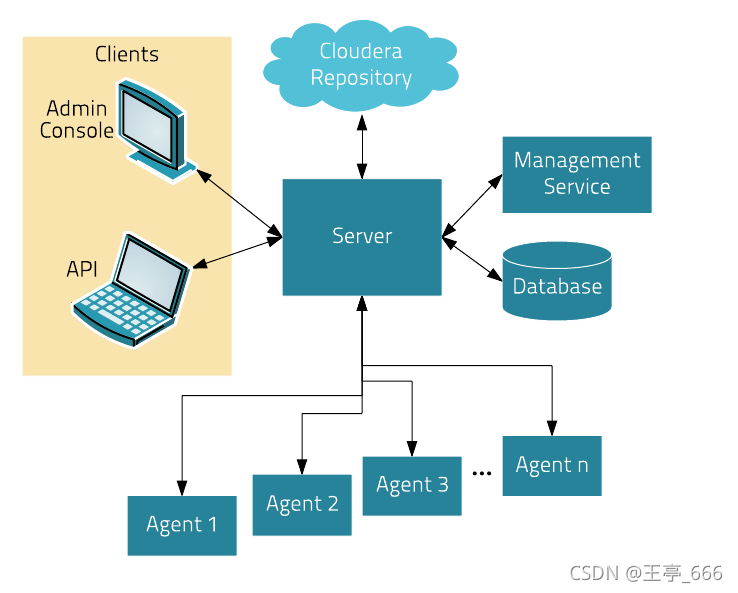 Clients
Admin
Console
API
Cloudera
Repository
Server
Management
Service
Database
Agent 1
Agent 2
Agent 3
...
Agent n
CSDN @王亭_666